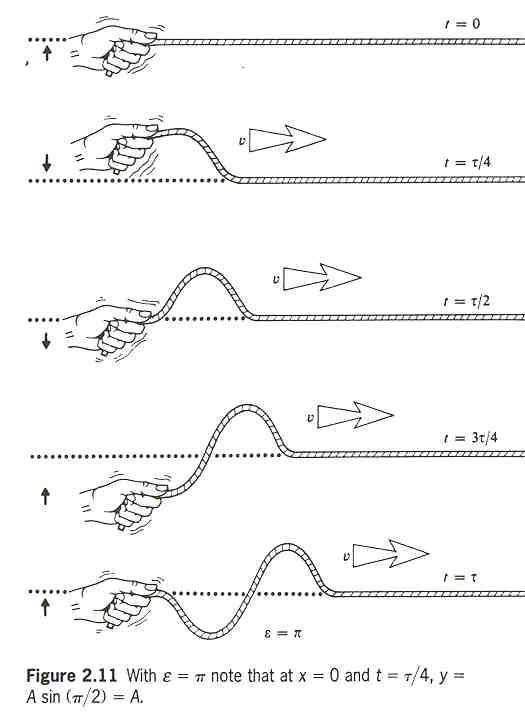 t = 0
v
t = τ/4
v
t = τ/2
v
t = 3τ/4
v
t = τ
ε = π
Figure 2.11 With ε = π note that at x = 0 and t = τ/4, y =
A sin (π/2) = A.